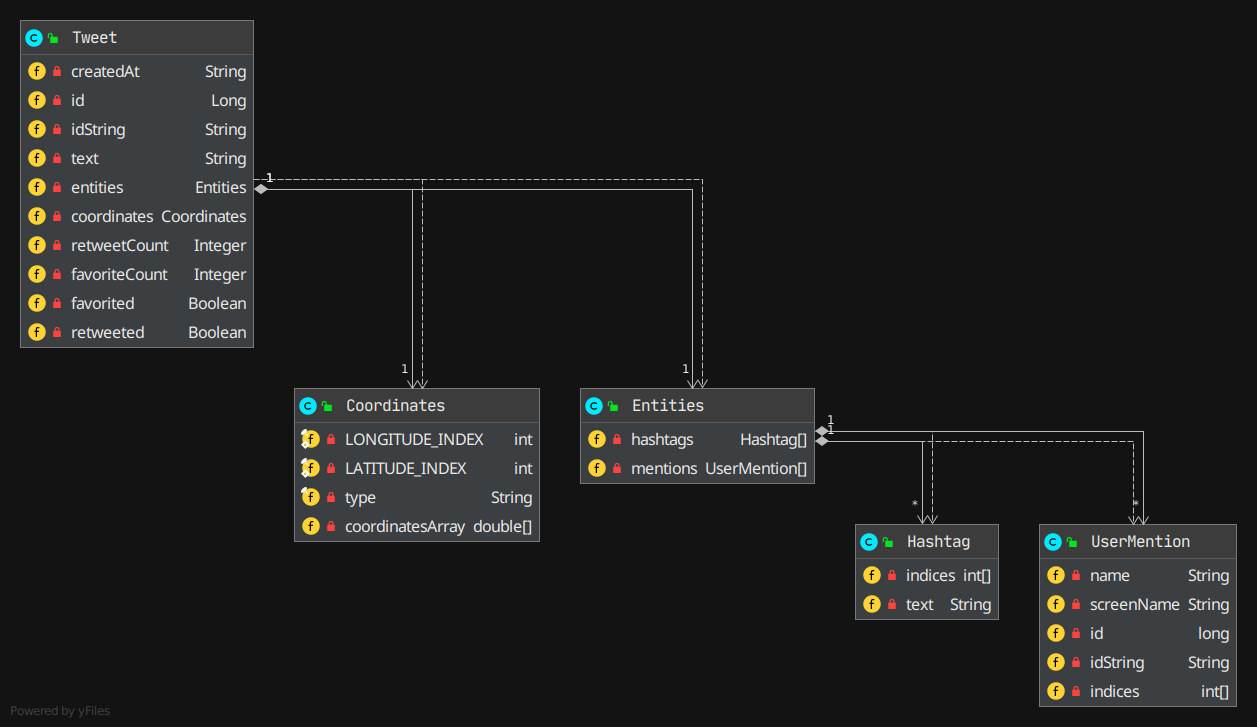 Tweet
createdAt String
id Long
idString String
text String
entities Entities
coordinates Coordinates
retweetCount Integer
favoriteCount Integer
favorited Boolean
retweeted Boolean
1
1
1
Coordinates
LONGITUDE_INDEX int
LATITUDE_INDEX int
type String
coordinatesArray double[]
Entities
hashtags Hashtag[]
mentions UserMention[]
1
1
*
*
Hashtag
indices int[]
text String
UserMention
name String
screenName String
id long
idString String
indices int[]
Powered by yFiles